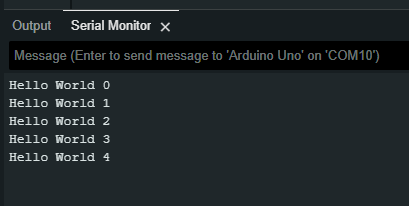 Output Serial Monitor ×
Message (Enter to send message to 'Arduino Uno' on 'COM10')
Hello World 0
Hello World 1
Hello World 2
Hello World 3
Hello World 4